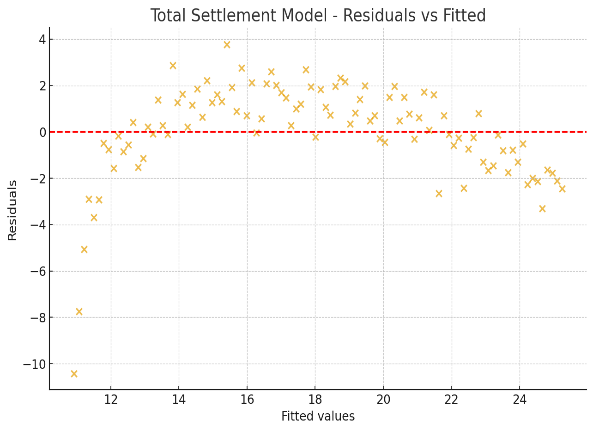 Total Settlement Model - Residuals vs Fitted
4
2
0
−2
−4
−6
−8
−10
Residuals
12 14 16 18 20 22 24
Fitted values